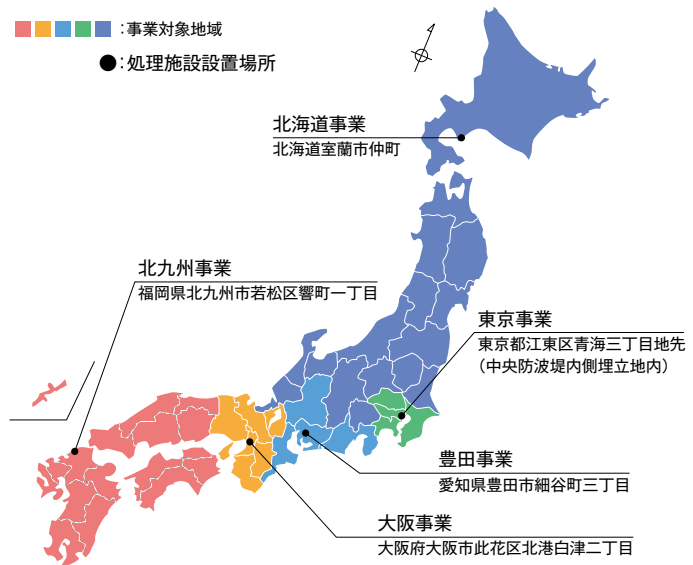 :事業対象地域
:処理施設設置場所
北海道事業
北海道室蘭市仲町
北九州事業
福岡県北九州市若松区響町一丁目
東京事業
東京都江東区青海三丁目地先
（中央防波堤内側埋立地内）
豊田事業
愛知県豊田市細谷町三丁目
大阪事業
大阪府大阪市此花区北港白津二丁目